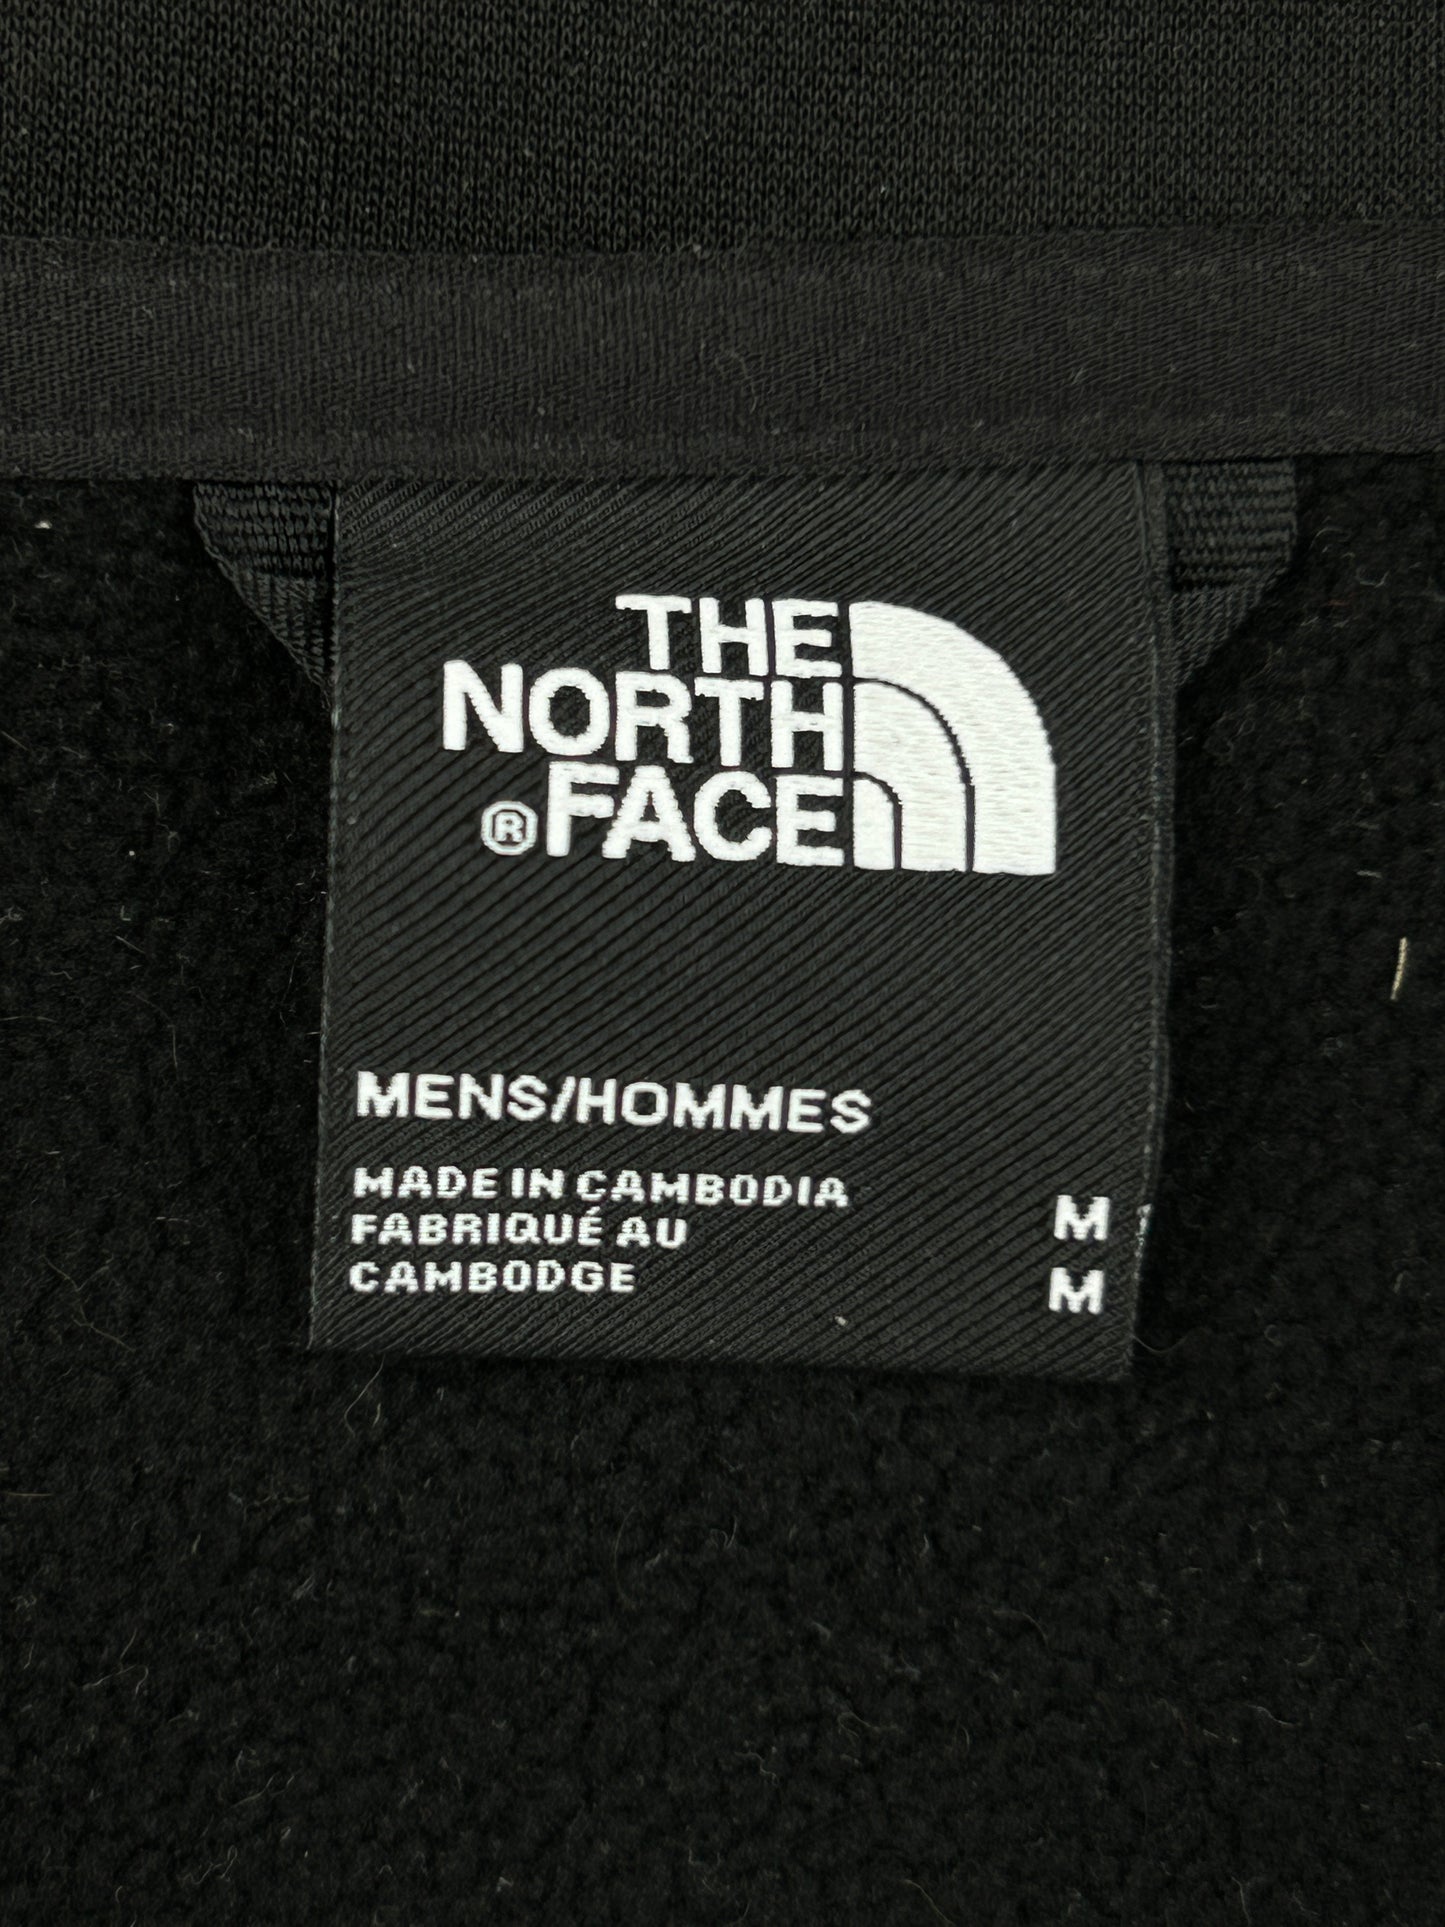 THE
NORTH
® FACE
MENS/HOMMES
MADE IN CAMBODIA
FABRIQUÉ AU
CAMBODGE
M
M